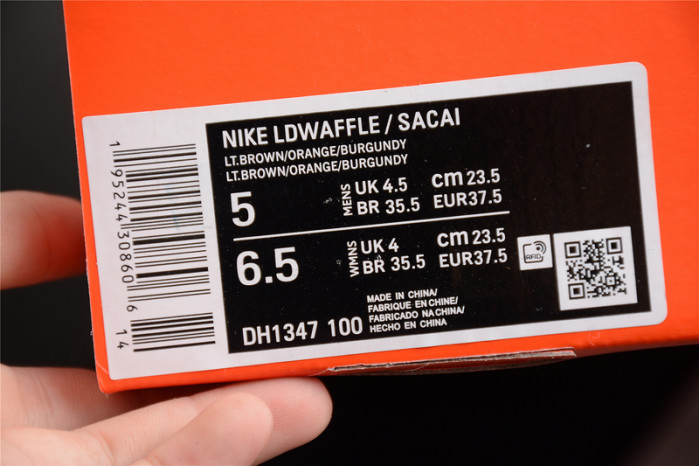 NIKE LDWAFFLE / SACAI
LT.BROWN/ORANGE/BURGUNDY
LT.BROWN/ORANGE/BURGUNDY
5 MENS UK 4.5 cm 23.5
BR 35.5 EUR37.5
6.5 WMNS UK 4 cm 23.5
BR 35.5 EUR37.5
RFID
DH1347 100
MADE IN CHINA/
FABRIQUE EN CHINE/
FABRICADO NA CHINA/
HECHO EN CHINA
1 95244 30860 6 14